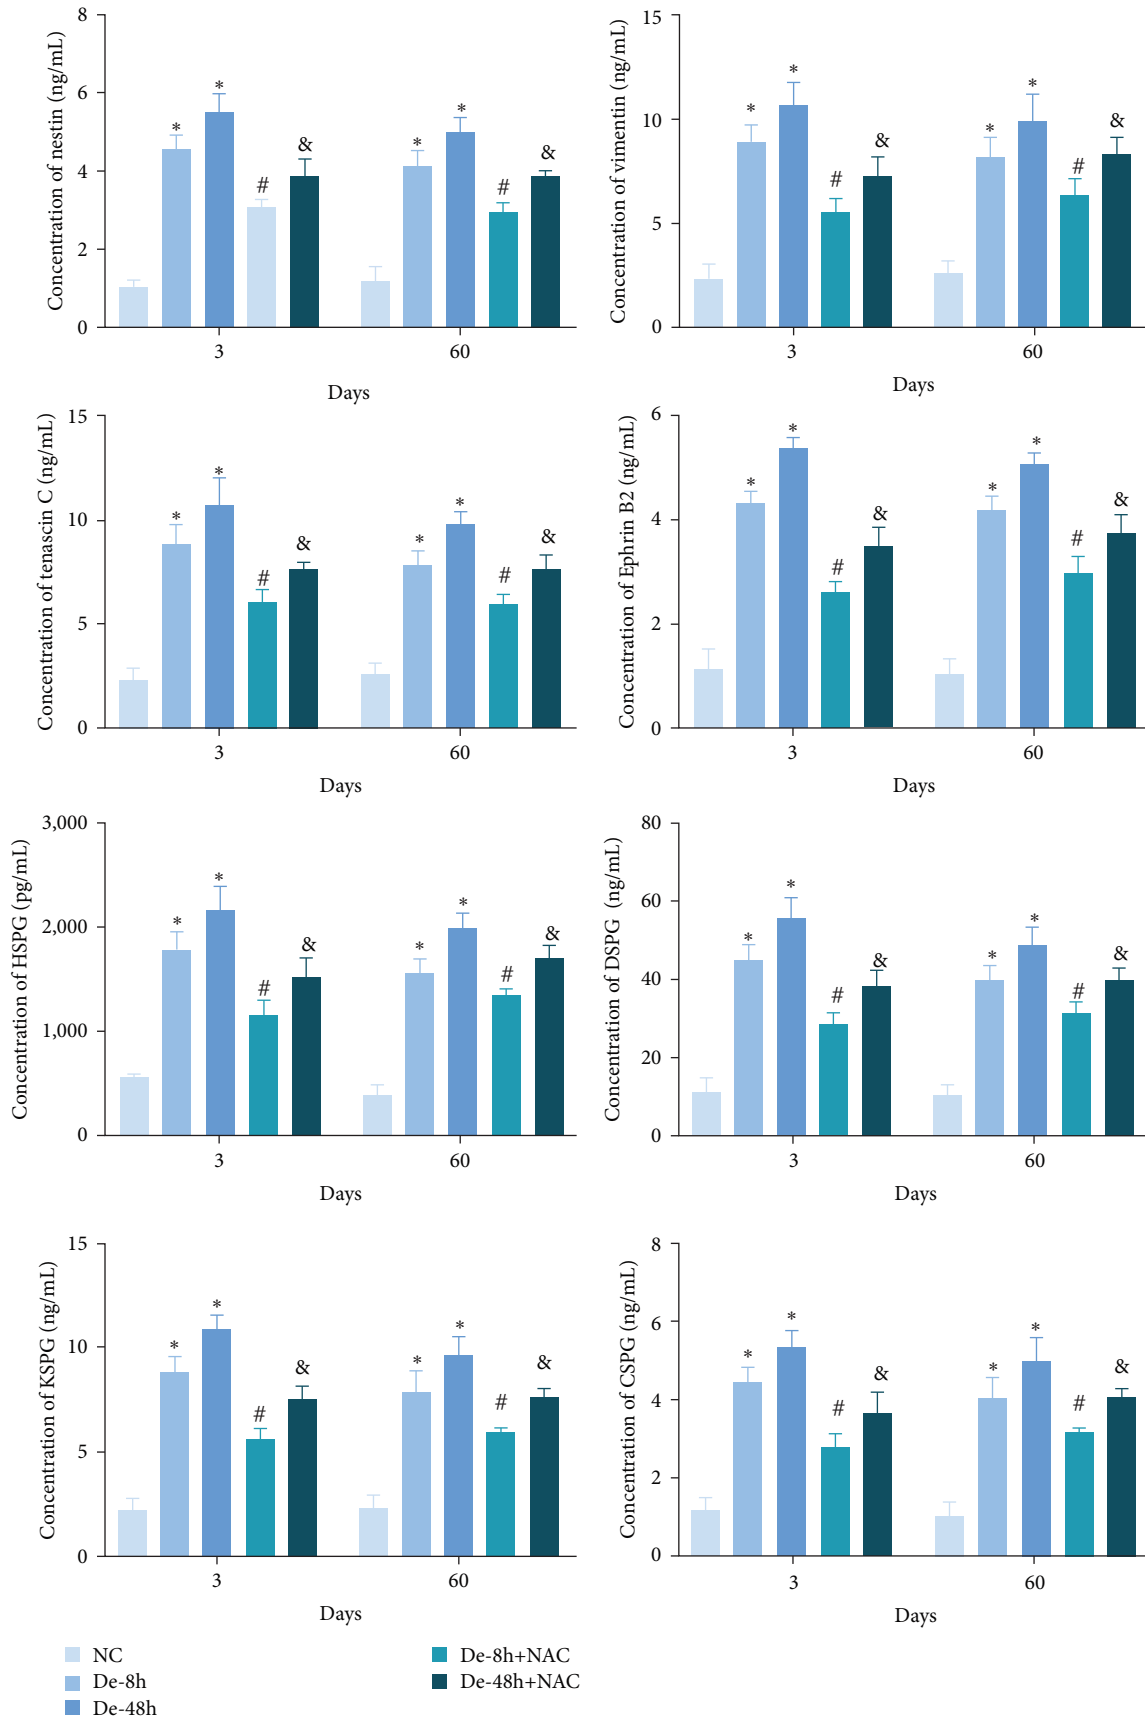 Concentration of nestin (ng/mL)
8
6
4
2
0
* * # &
* * # &
3 60
Days
Concentration of vimentin (ng/mL)
15
10
5
0
* * # &
* * # &
3 60
Days
Concentration of tenascin C (ng/mL)
15
10
5
0
* * # &
* * # &
3 60
Days
Concentration of Ephrin B2 (ng/mL)
6
4
2
0
* * # &
* * # &
3 60
Days
Concentration of HSPG (pg/mL)
3,000
2,000
1,000
0
* * # &
* * # &
3 60
Days
Concentration of DSPG (ng/mL)
80
60
40
20
0
* * # &
* * # &
3 60
Days
Concentration of KSPG (ng/mL)
15
10
5
0
* * # &
* * # &
3 60
Days
Concentration of CSPG (ng/mL)
8
6
4
2
0
* * # &
* * # &
3 60
Days
NC
De-8h
De-48h
De-8h+NAC
De-48h+NAC